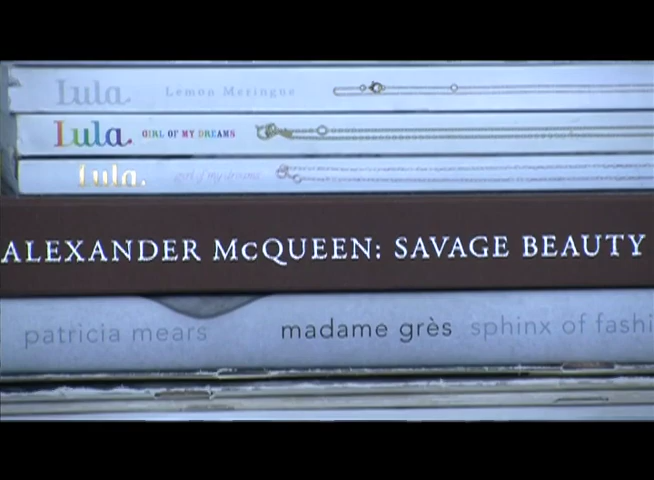 Lula. Lemon Meringue
Lula. GIRL OF MY DREAMS
Lula. girl of my dreams
ALEXANDER McQUEEN: SAVAGE BEAUTY
patricia mears madame grès sphinx of fashi